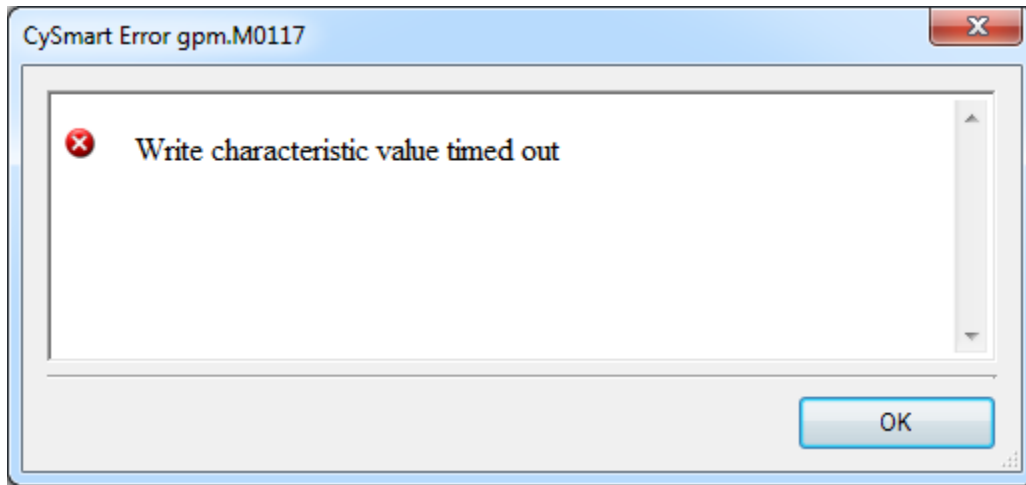 CySmart Error gpm.M0117
Write characteristic value timed out
OK